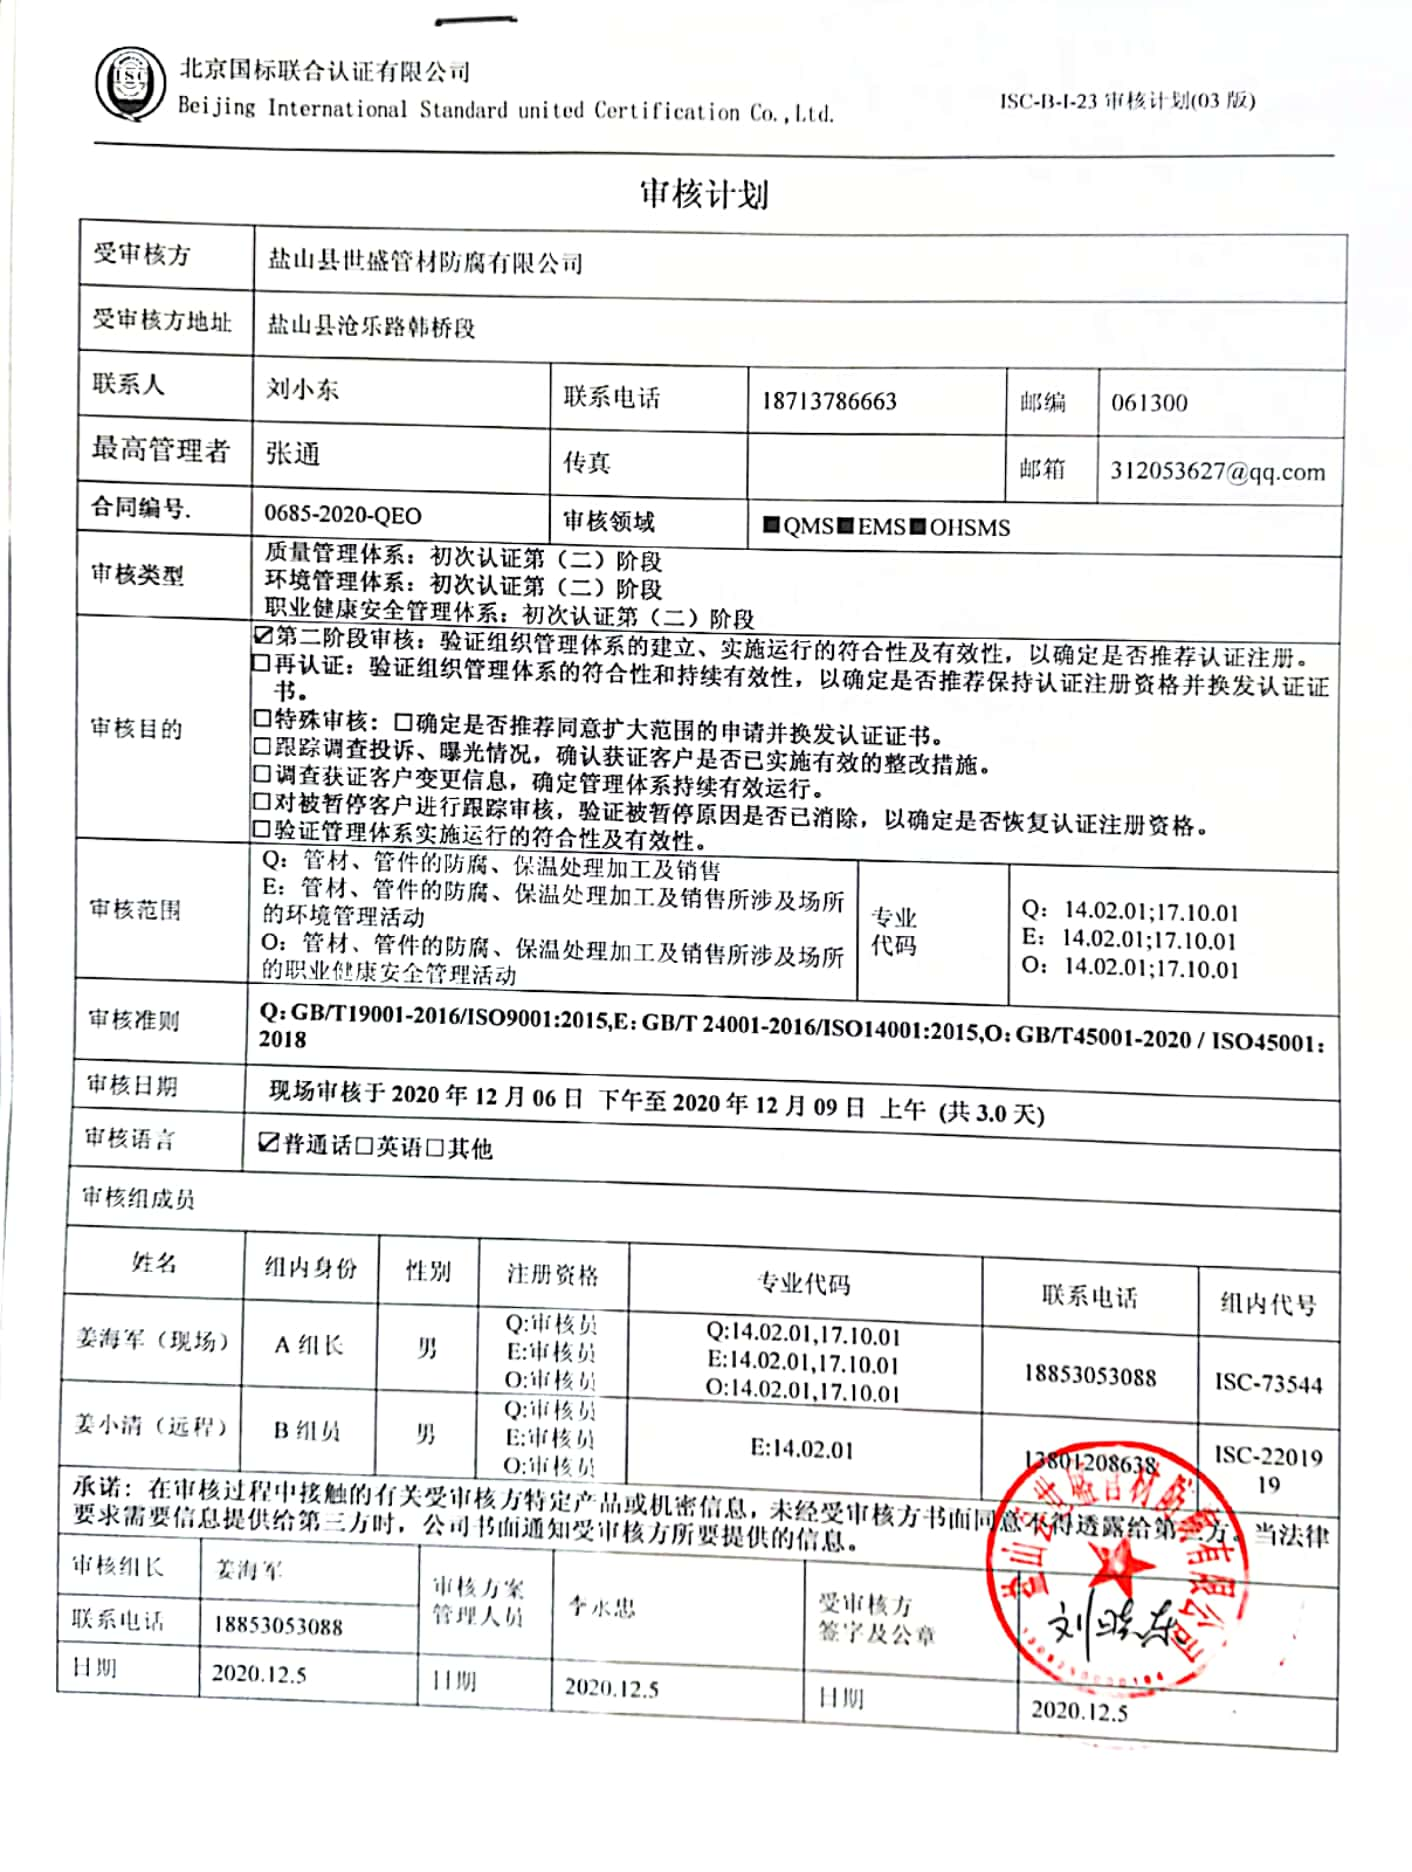 ISC
北京国标联合认证有限公司
Beijing International Standard united Certification Co.,Ltd.
ISC-B-I-23 审核计划(03 版)
审核计划
受审核方 盐山县世盛管材防腐有限公司
受审核方地址 盐山县沧乐路韩桥段
联系人 刘小东 联系电话 18713786663 邮编 061300
最高管理者 张通 传真 邮箱 312053627@qq.com
合同编号. 0685-2020-QEO 审核领域 ■QMS■EMS■OHSMS
审核类型
质量管理体系：初次认证第（二）阶段
环境管理体系：初次认证第（二）阶段
职业健康安全管理体系：初次认证第（二）阶段
审核目的
☑第二阶段审核：验证组织管理体系的建立、实施运行的符合性及有效性，以确定是否推荐认证注册。
□再认证：验证组织管理体系的符合性和持续有效性，以确定是否推荐保持认证注册资格并换发认证证
书。
□特殊审核：□确定是否推荐同意扩大范围的申请并换发认证证书。
□跟踪调查投诉、曝光情况，确认获证客户是否已实施有效的整改措施。
□调查获证客户变更信息，确定管理体系持续有效运行。
□对被暂停客户进行跟踪审核，验证被暂停原因是否已消除，以确定是否恢复认证注册资格。
□验证管理体系实施运行的符合性及有效性。
审核范围
Q：管材、管件的防腐、保温处理加工及销售
E：管材、管件的防腐、保温处理加工及销售所涉及场所
的环境管理活动
O：管材、管件的防腐、保温处理加工及销售所涉及场所
的职业健康安全管理活动
专业
代码
Q：14.02.01;17.10.01
E：14.02.01;17.10.01
O：14.02.01;17.10.01
审核准则
Q: GB/T19001-2016/ISO9001:2015,E: GB/T 24001-2016/ISO14001:2015,O: GB/T45001-2020 / ISO45001:
2018
审核日期 现场审核于 2020 年 12 月 06 日 下午至 2020 年 12 月 09 日 上午 (共 3.0 天)
审核语言 ☑普通话□英语□其他
审核组成员
姓名 组内身份 性别 注册资格 专业代码 联系电话 组内代号
姜海军（现场） A 组长 男
Q:审核员
E:审核员
O:审核员
Q:14.02.01,17.10.01
E:14.02.01,17.10.01
O:14.02.01,17.10.01
18853053088 ISC-73544
姜小清（远程） B 组员 男
Q:审核员
E:审核员
O:审核员
E:14.02.01
13801208638
ISC-22019
19
承诺：在审核过程中接触的有关受审核方特定产品或机密信息，未经受审核方书面同意不得透露给第三方。当法律
要求需要信息提供给第三方时，公司书面通知受审核方所要提供的信息。
审核组长 姜海军
联系电话 18853053088
日期 2020.12.5
审核方案
管理人员
李永忠
日期 2020.12.5
受审核方
签字及公章
盐山县世盛管材防腐有限公司
日期 2020.12.5